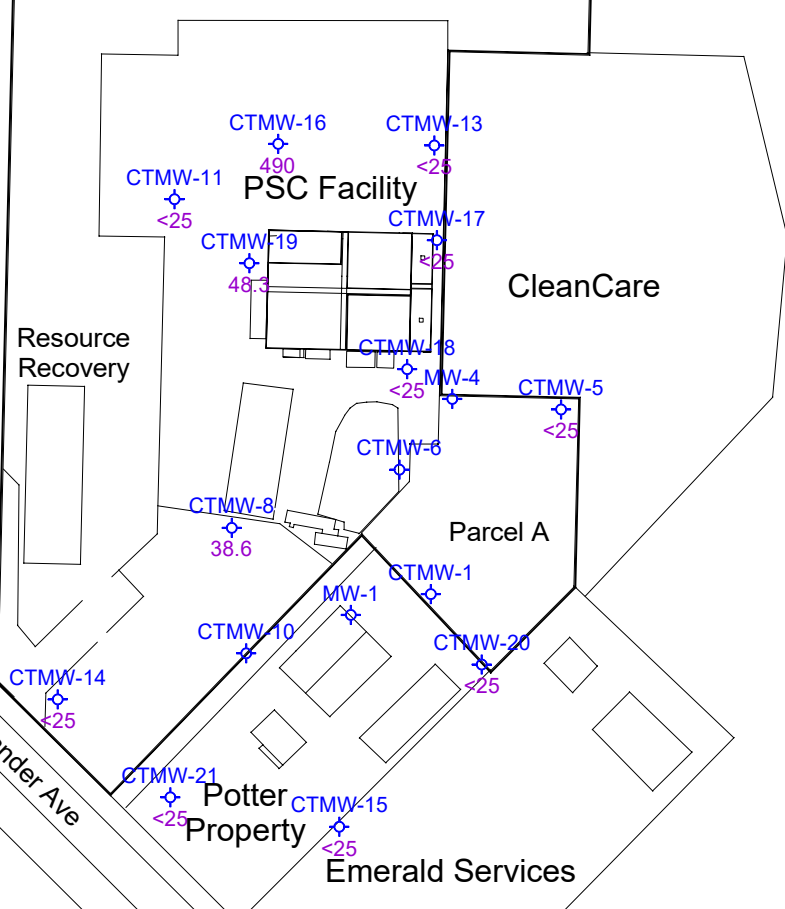 CTMW-16
490
CTMW-13
<25
CTMW-11
<25
PSC Facility
CTMW-17
<25
CTMW-19
48.3
CleanCare
Resource
Recovery
CTMW-18
<25
MW-4
CTMW-5
<25
CTMW-6
CTMW-8
38.6
Parcel A
CTMW-1
MW-1
CTMW-10
CTMW-20
<25
CTMW-14
<25
nder Ave
CTMW-21
<25
Potter
Property
CTMW-15
<25
Emerald Services